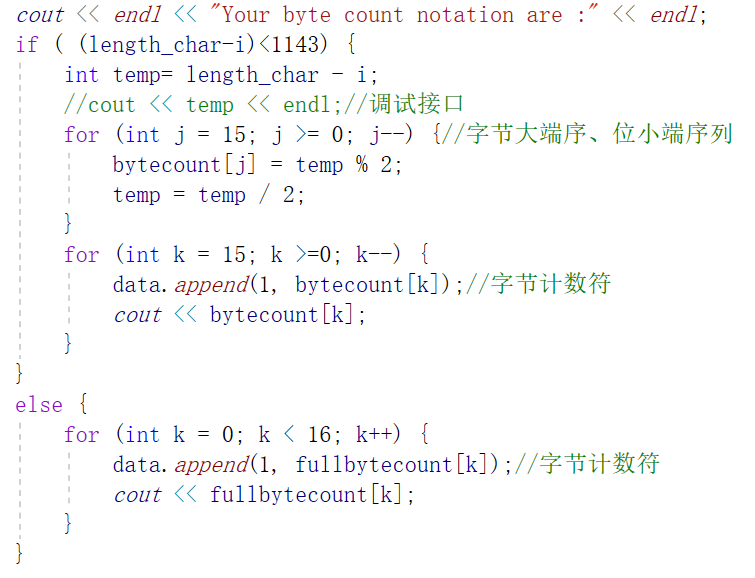 cout << endl << "Your byte count notation are :" << endl;
if ( (length_char-i)<1143) {
    int temp= length_char - i;
    //cout << temp << endl;//调试接口
    for (int j = 15; j >= 0; j--) {//字节大端序、位小端序列
        bytecount[j] = temp % 2;
        temp = temp / 2;
    }
    for (int k = 15; k >=0; k--) {
        data.append(1, bytecount[k]);//字节计数符
        cout << bytecount[k];
    }
}
else {
    for (int k = 0; k < 16; k++) {
        data.append(1, fullbytecount[k]);//字节计数符
        cout << fullbytecount[k];
    }
}